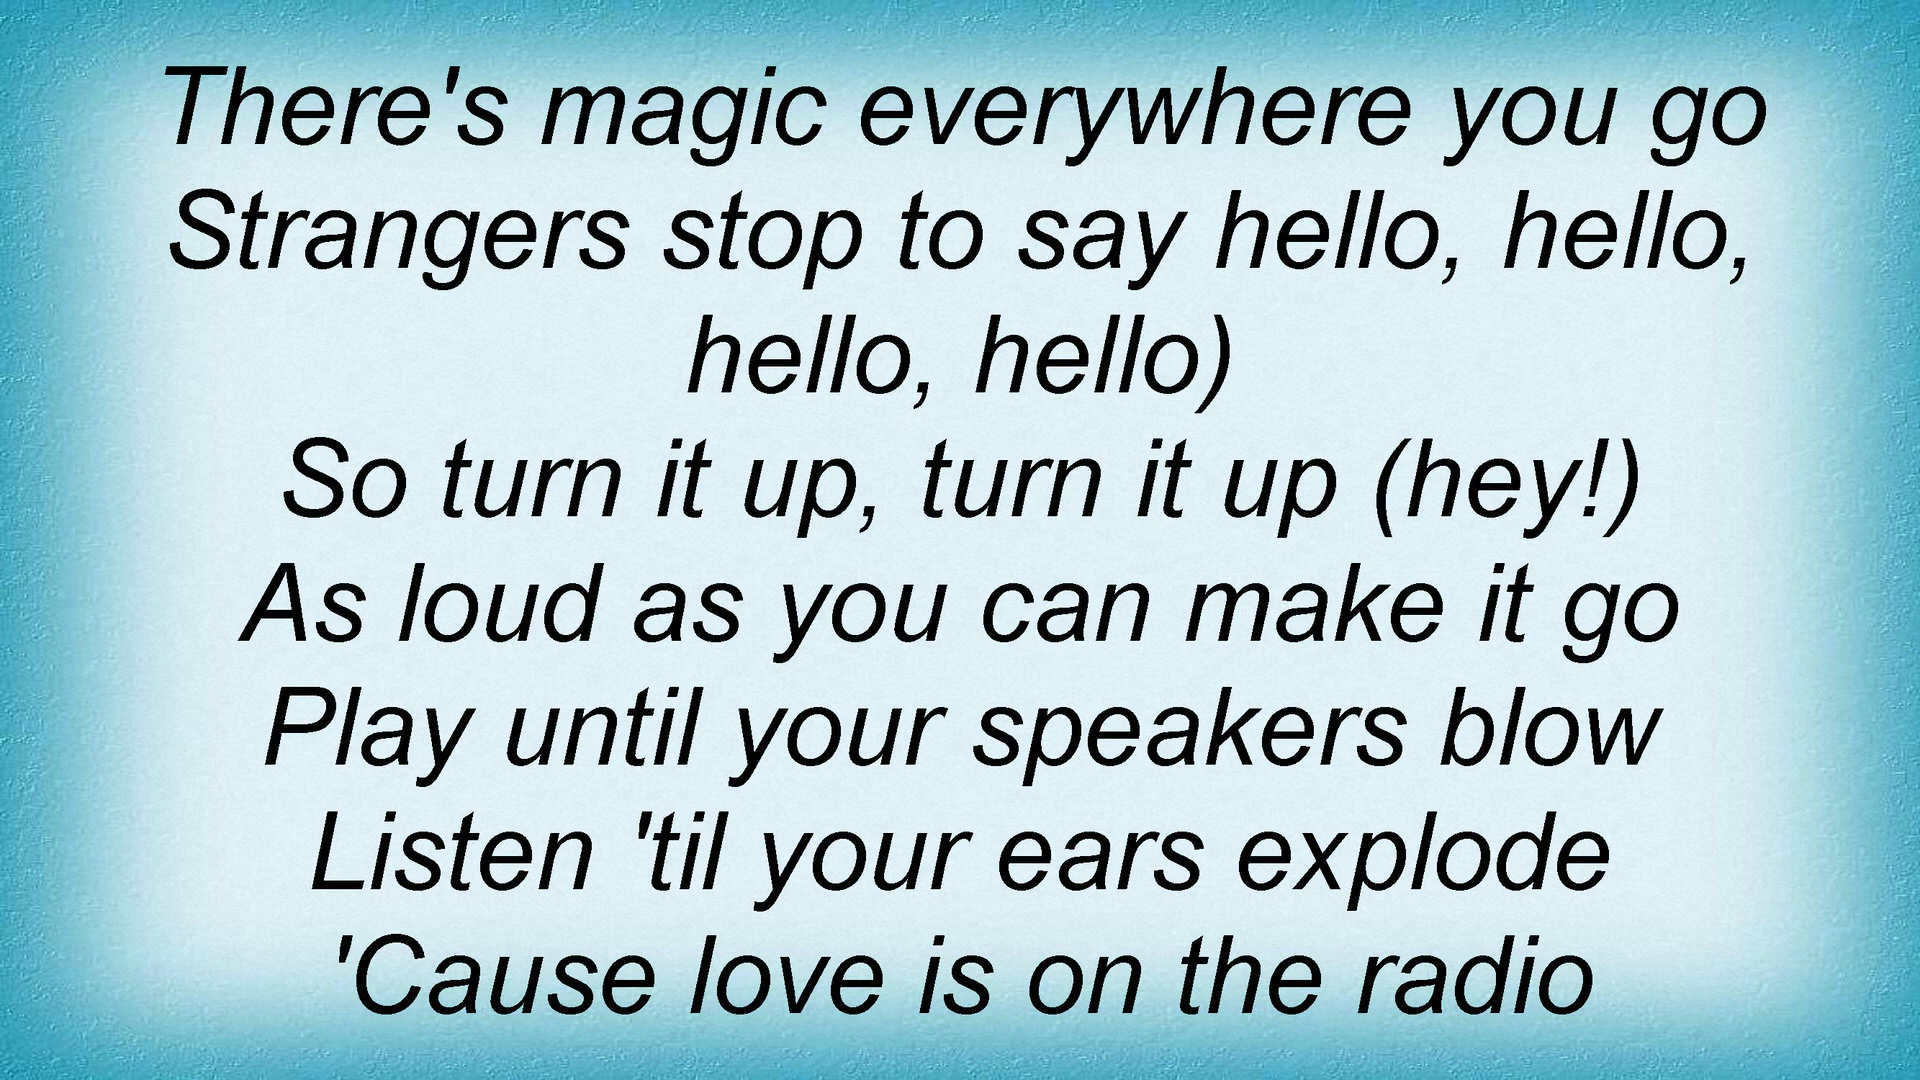 There's magic everywhere you go
Strangers stop to say hello, hello,
hello, hello)
So turn it up, turn it up (hey!)
As loud as you can make it go
Play until your speakers blow
Listen 'til your ears explode
'Cause love is on the radio